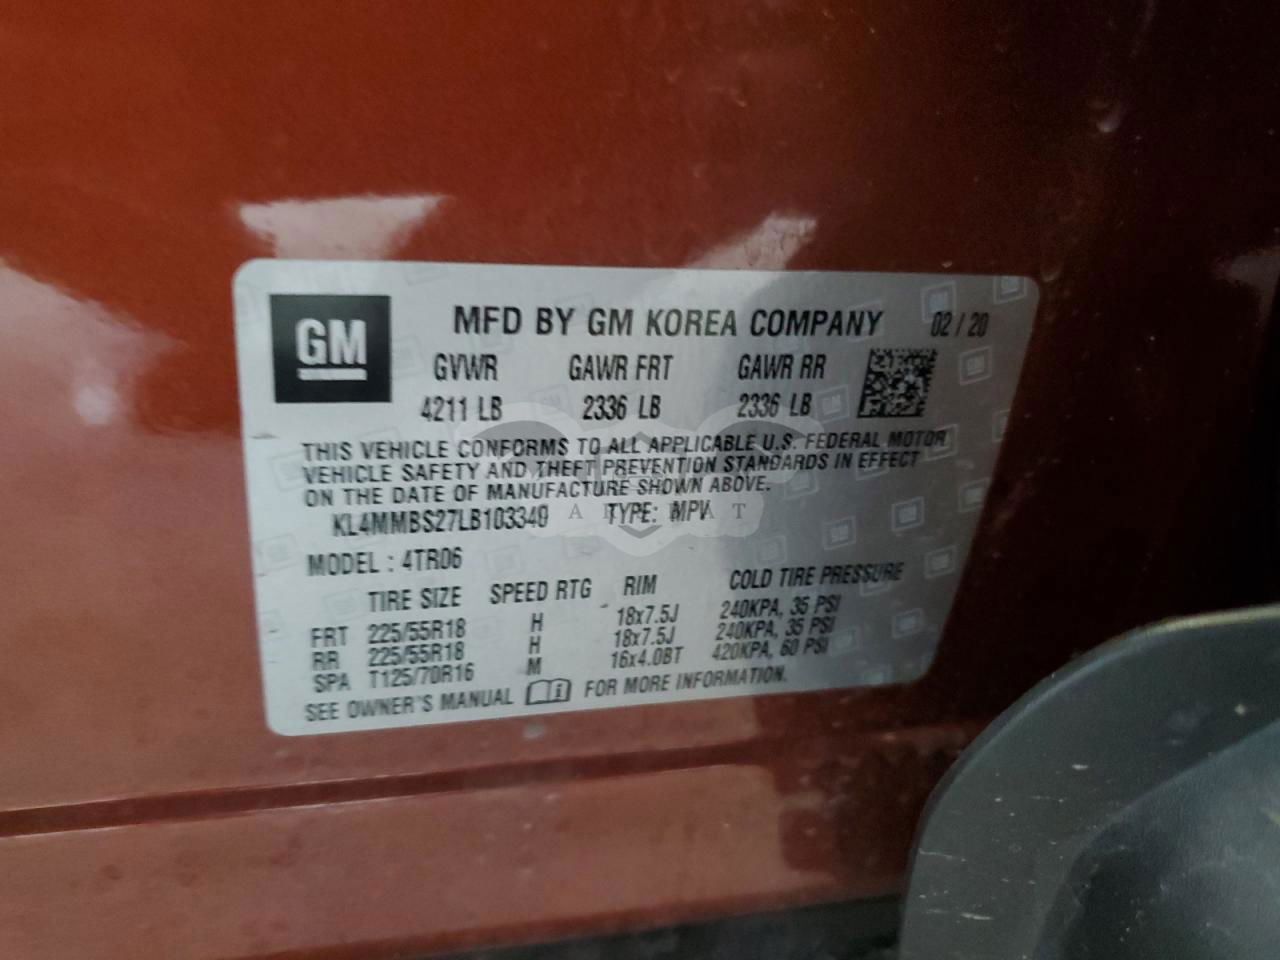 GM
MFD BY GM KOREA COMPANY 02/20
GVWR GAWR FRT GAWR RR
4211 LB 2336 LB 2336 LB
THIS VEHICLE CONFORMS TO ALL APPLICABLE U.S. FEDERAL MOTOR
VEHICLE SAFETY AND THEFT PREVENTION STANDARDS IN EFFECT
ON THE DATE OF MANUFACTURE SHOWN ABOVE.
KL4MMBS27LB103349 TYPE: MPV
MODEL : 4TR06
TIRE SIZE SPEED RTG RIM COLD TIRE PRESSURE
FRT 225/55R18 H 18x7.5J 240KPA, 35 PSI
RR 225/55R18 H 18x7.5J 240KPA, 35 PSI
SPA T125/70R16 M 16x4.0BT 420KPA, 60 PSI
SEE OWNER'S MANUAL FOR MORE INFORMATION.